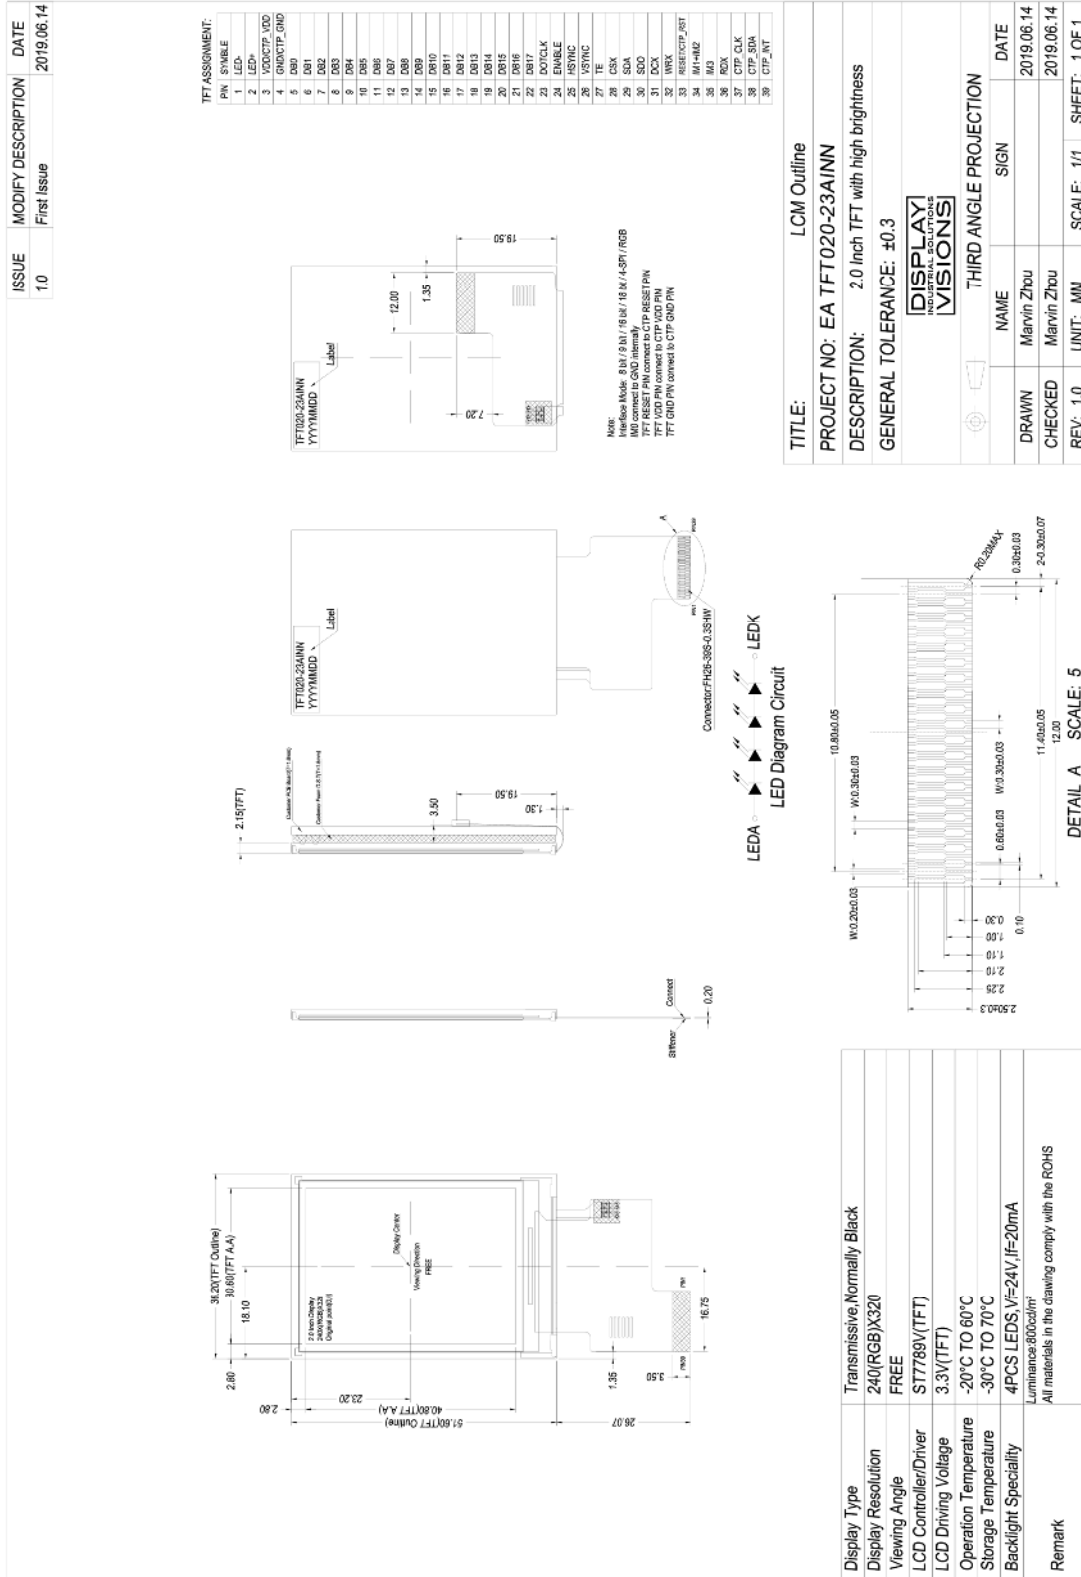 ISSUE MODIFY DESCRIPTION DATE
1.0 First Issue 2019.06.14
TFT ASSIGNMENT:
PIN SYMBLE
1 LED-
2 LED+
3 VDD/CTP_VDD
4 GND/CTP_GND
5 DB0
6 DB1
7 DB2
8 DB3
9 DB4
10 DB5
11 DB6
12 DB7
13 DB8
14 DB9
15 DB10
16 DB11
17 DB12
18 DB13
19 DB14
20 DB15
21 DB16
22 DB17
23 DOTCLK
24 ENABLE
25 HSYNC
26 VSYNC
27 TE
28 CSX
29 SDA
30 SDO
31 DCX
32 WRX
33 RESET/CTP_RST
34 IM1+IM2
35 IM3
36 RDX
37 CTP_CLK
38 CTP_SDA
39 CTP_INT
36.20(TFT Outline)
30.60(TFT A.A)
18.10
2.80
2.80
23.20
40.80(TFT A.A)
51.60(TFT Outline)
26.07
2.0 Inch Display
240(RGB)X320
Display Center
Viewing Direction
FREE
1.35
3.50
16.75
Stiffener
Connect
0.20
2.15(TFT)
3.50
19.50
1.30
TFT020-23AINN
YYYYMMDD
Label
A
Connector:FH26-39S-0.3SHW
TFT020-23AINN
YYYYMMDD
Label
12.00
1.35
19.50
7.20
Note:
Interface Mode: 8 bit / 9 bit / 16 bit / 18 bit / 4-SPI / RGB
IM0 connect to GND internally
TFT RESET PIN connect to CTP RESET PIN
TFT VDD PIN connect to CTP VDD PIN
TFT GND PIN connect to CTP GND PIN
LEDA
LEDK
LED Diagram Circuit
10.80±0.05
W:0.20±0.03
W:0.30±0.03
R0.20MAX
0.30±0.03
2-0.30±0.07
0.60±0.03
W:0.30±0.03
11.40±0.05
12.00
0.10
0.30
1.00
1.10
2.10
2.25
2.50±0.3
DETAIL A SCALE: 5
Display Type Transmissive,Normally Black
Display Resolution 240(RGB)X320
Viewing Angle FREE
LCD Controller/Driver ST7789V(TFT)
LCD Driving Voltage 3.3V(TFT)
Operation Temperature -20°C TO 60°C
Storage Temperature -30°C TO 70°C
Backlight Speciality 4PCS LEDS,Vf=24V,If=20mA
Luminance:800cd/m²
Remark All materials in the drawing comply with the ROHS
TITLE: LCM Outline
PROJECT NO: EA TFT020-23AINN
DESCRIPTION: 2.0 Inch TFT with high brightness
GENERAL TOLERANCE: ±0.3
DISPLAY
INDUSTRIAL SOLUTIONS
VISIONS
THIRD ANGLE PROJECTION
NAME SIGN DATE
DRAWN Marvin Zhou 2019.06.14
CHECKED Marvin Zhou 2019.06.14
REV: 1.0 UNIT: MM SCALE: 1/1 SHEET: 1 OF 1